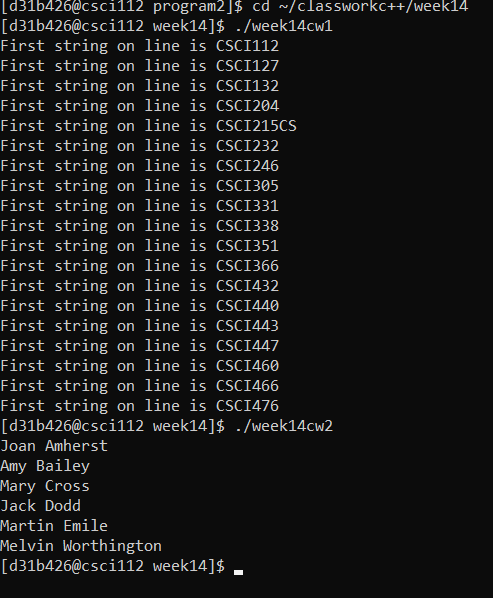 [d31b426@csci112 program2]$ cd ~/classworkc++/week14
[d31b426@csci112 week14]$ ./week14cw1
First string on line is CSCI112
First string on line is CSCI127
First string on line is CSCI132
First string on line is CSCI204
First string on line is CSCI215CS
First string on line is CSCI232
First string on line is CSCI246
First string on line is CSCI305
First string on line is CSCI331
First string on line is CSCI338
First string on line is CSCI351
First string on line is CSCI366
First string on line is CSCI432
First string on line is CSCI440
First string on line is CSCI443
First string on line is CSCI447
First string on line is CSCI460
First string on line is CSCI466
First string on line is CSCI476
[d31b426@csci112 week14]$ ./week14cw2
Joan Amherst
Amy Bailey
Mary Cross
Jack Dodd
Martin Emile
Melvin Worthington
[d31b426@csci112 week14]$